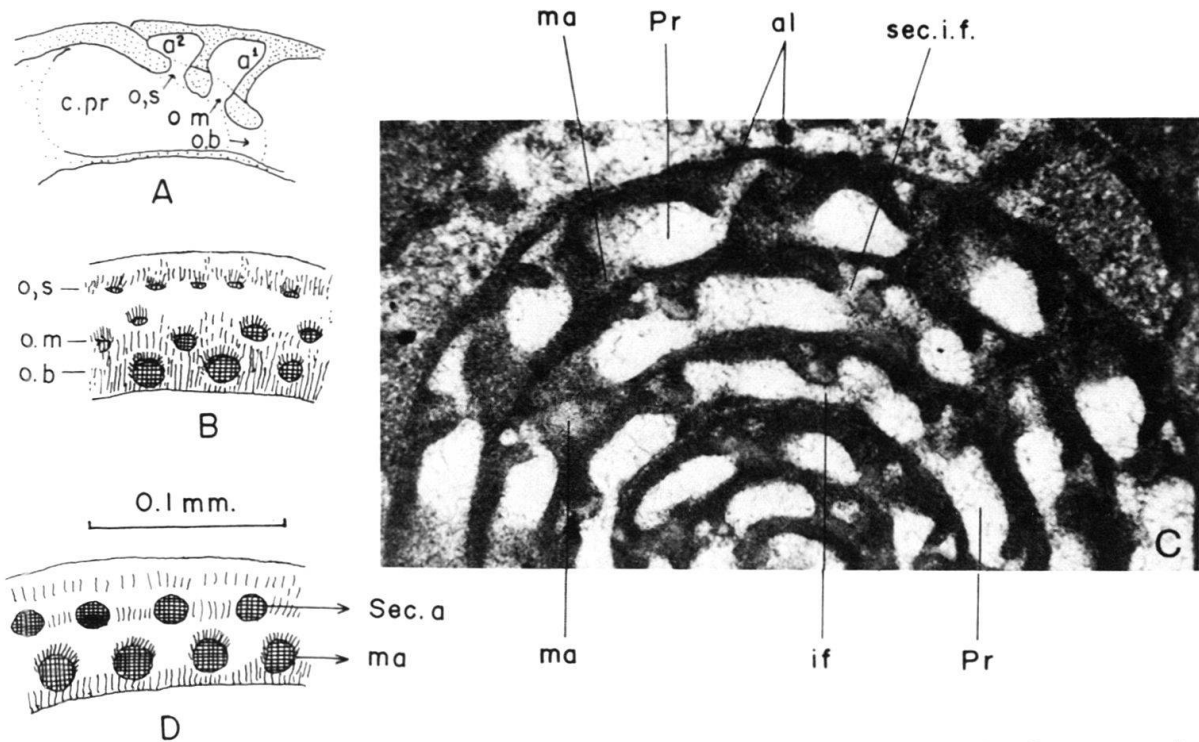 a² a¹
c.pr
o,s
o m
o.b
A
o,s
o.m
o.b
B
0.1 mm.
Sec.a
ma
D
ma Pr al sec.i.f.
C
ma if Pr